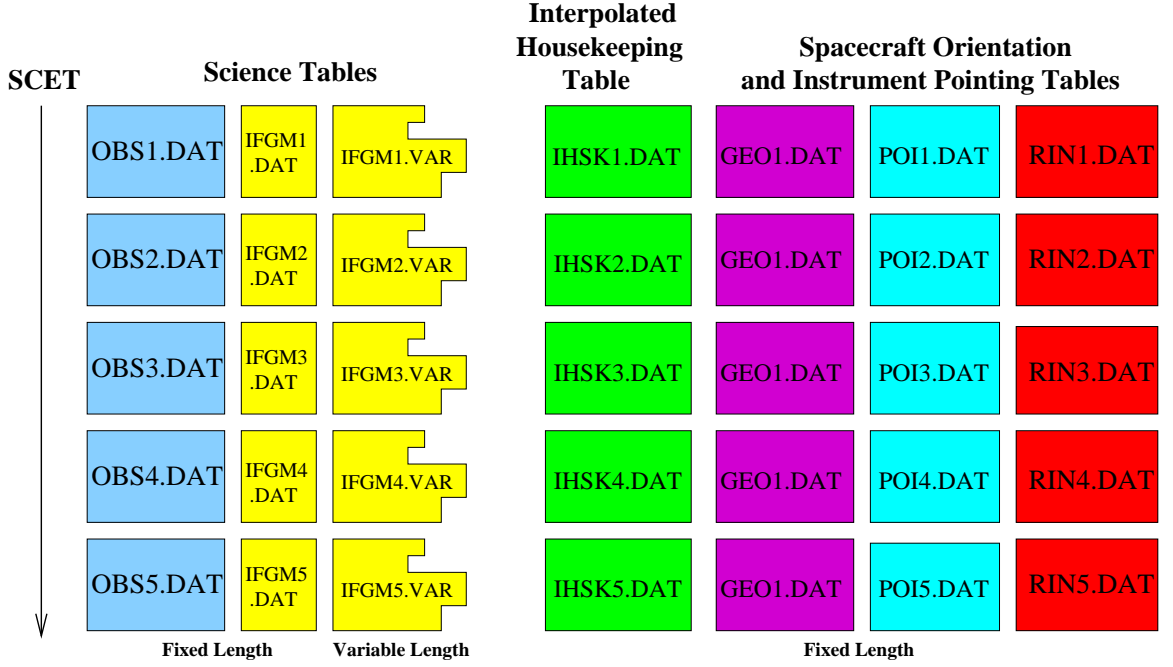 Interpolated
Housekeeping
Table
Spacecraft Orientation
and Instrument Pointing Tables
SCET
Science Tables
OBS1.DAT
IFGM1
.DAT
IFGM1.VAR
IHSK1.DAT
GEO1.DAT
POI1.DAT
RIN1.DAT
OBS2.DAT
IFGM2
.DAT
IFGM2.VAR
IHSK2.DAT
GEO1.DAT
POI2.DAT
RIN2.DAT
OBS3.DAT
IFGM3
.DAT
IFGM3.VAR
IHSK3.DAT
GEO1.DAT
POI3.DAT
RIN3.DAT
OBS4.DAT
IFGM4
.DAT
IFGM4.VAR
IHSK4.DAT
GEO1.DAT
POI4.DAT
RIN4.DAT
OBS5.DAT
IFGM5
.DAT
IFGM5.VAR
IHSK5.DAT
GEO1.DAT
POI5.DAT
RIN5.DAT
Fixed Length
Variable Length
Fixed Length